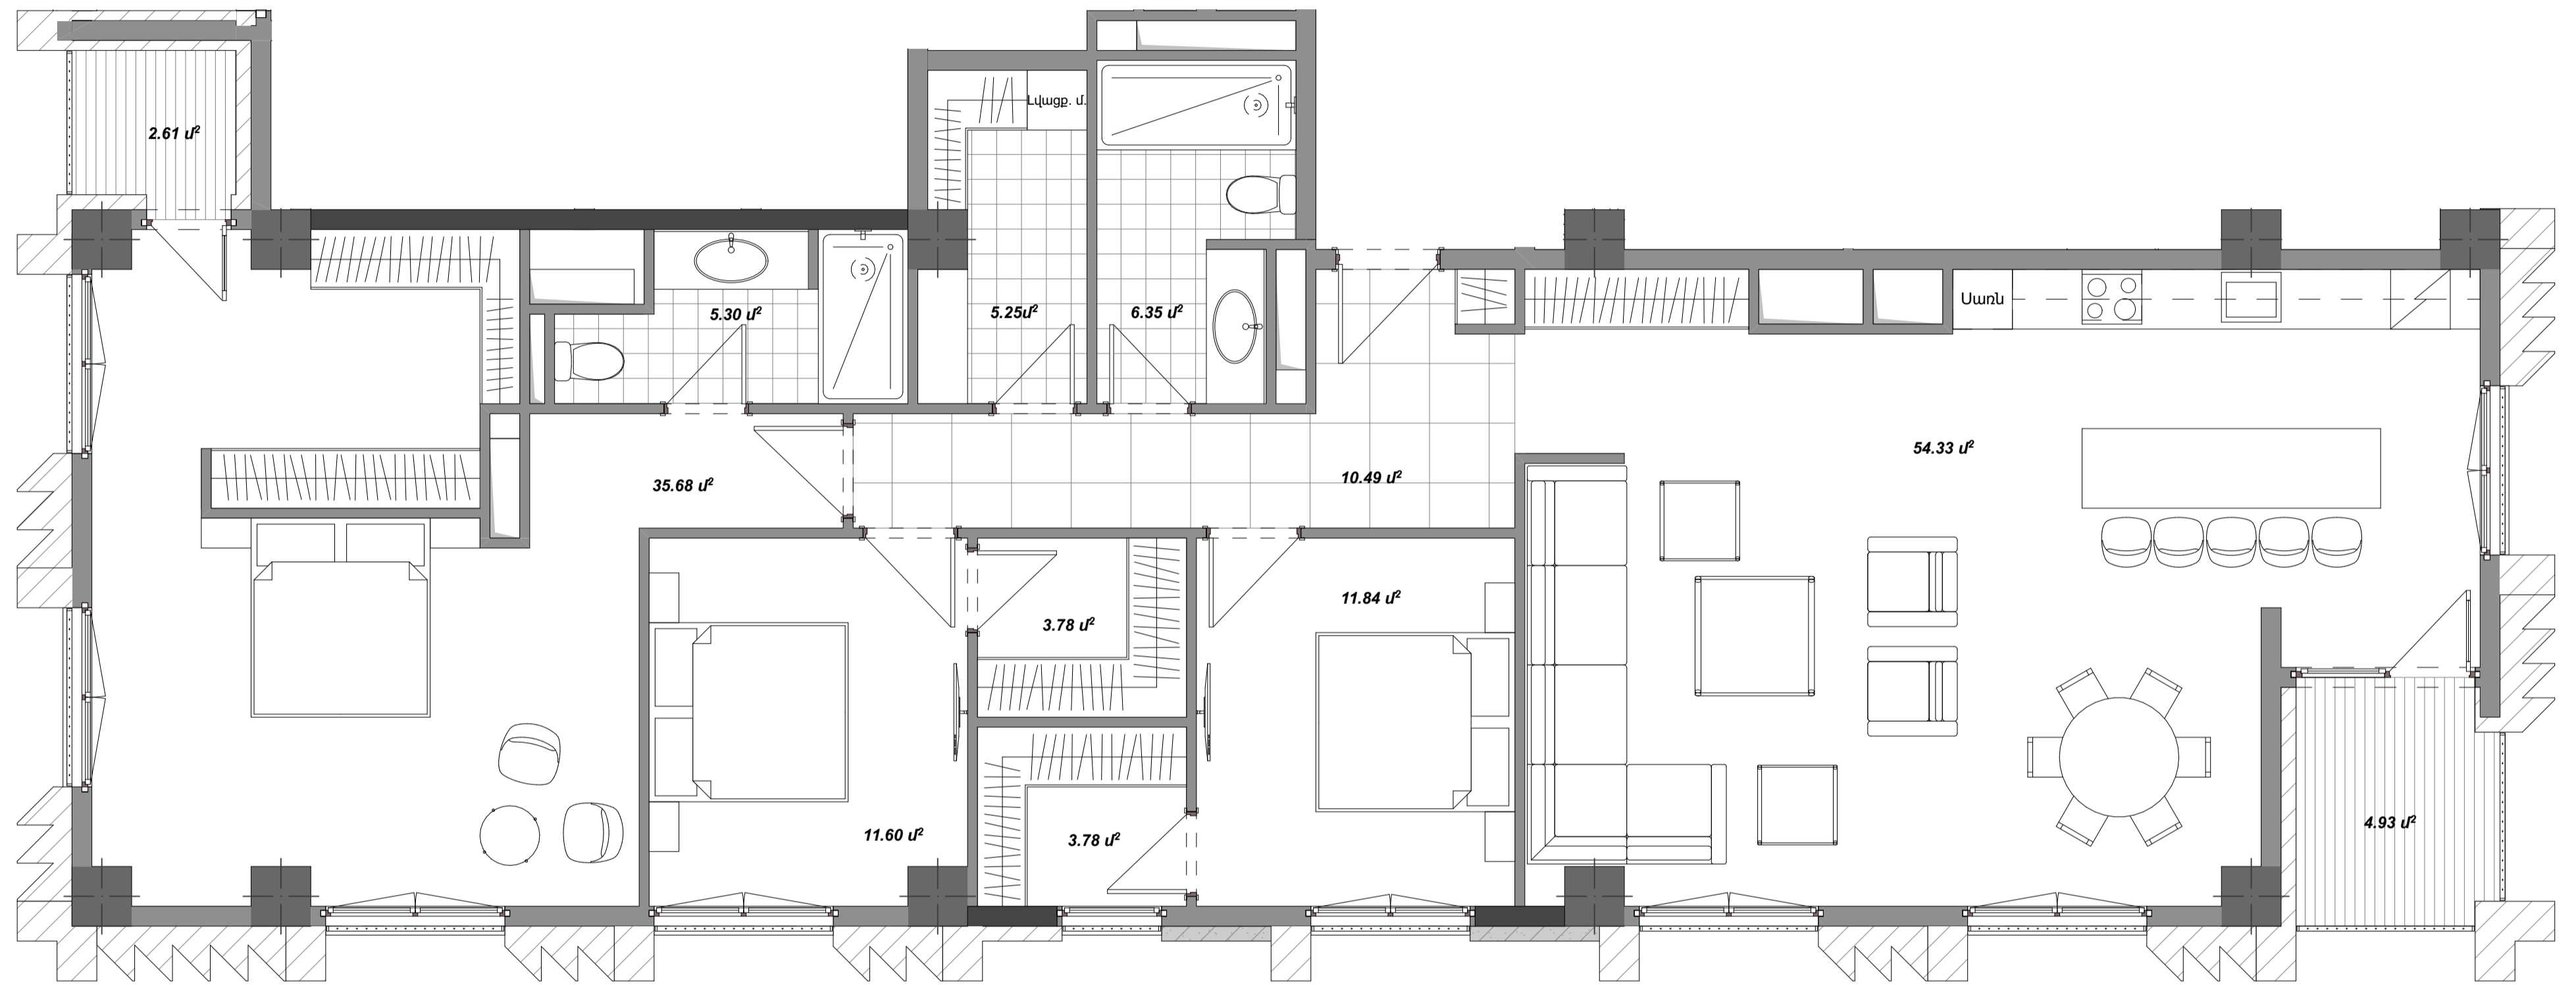 2.61 մ²
Լվացք. մ.
5.30 մ²
5.25մ²
6.35 մ²
Սառն
54.33 մ²
35.68 մ²
10.49 մ²
11.84 մ²
3.78 մ²
11.60 մ²
3.78 մ²
4.93 մ²